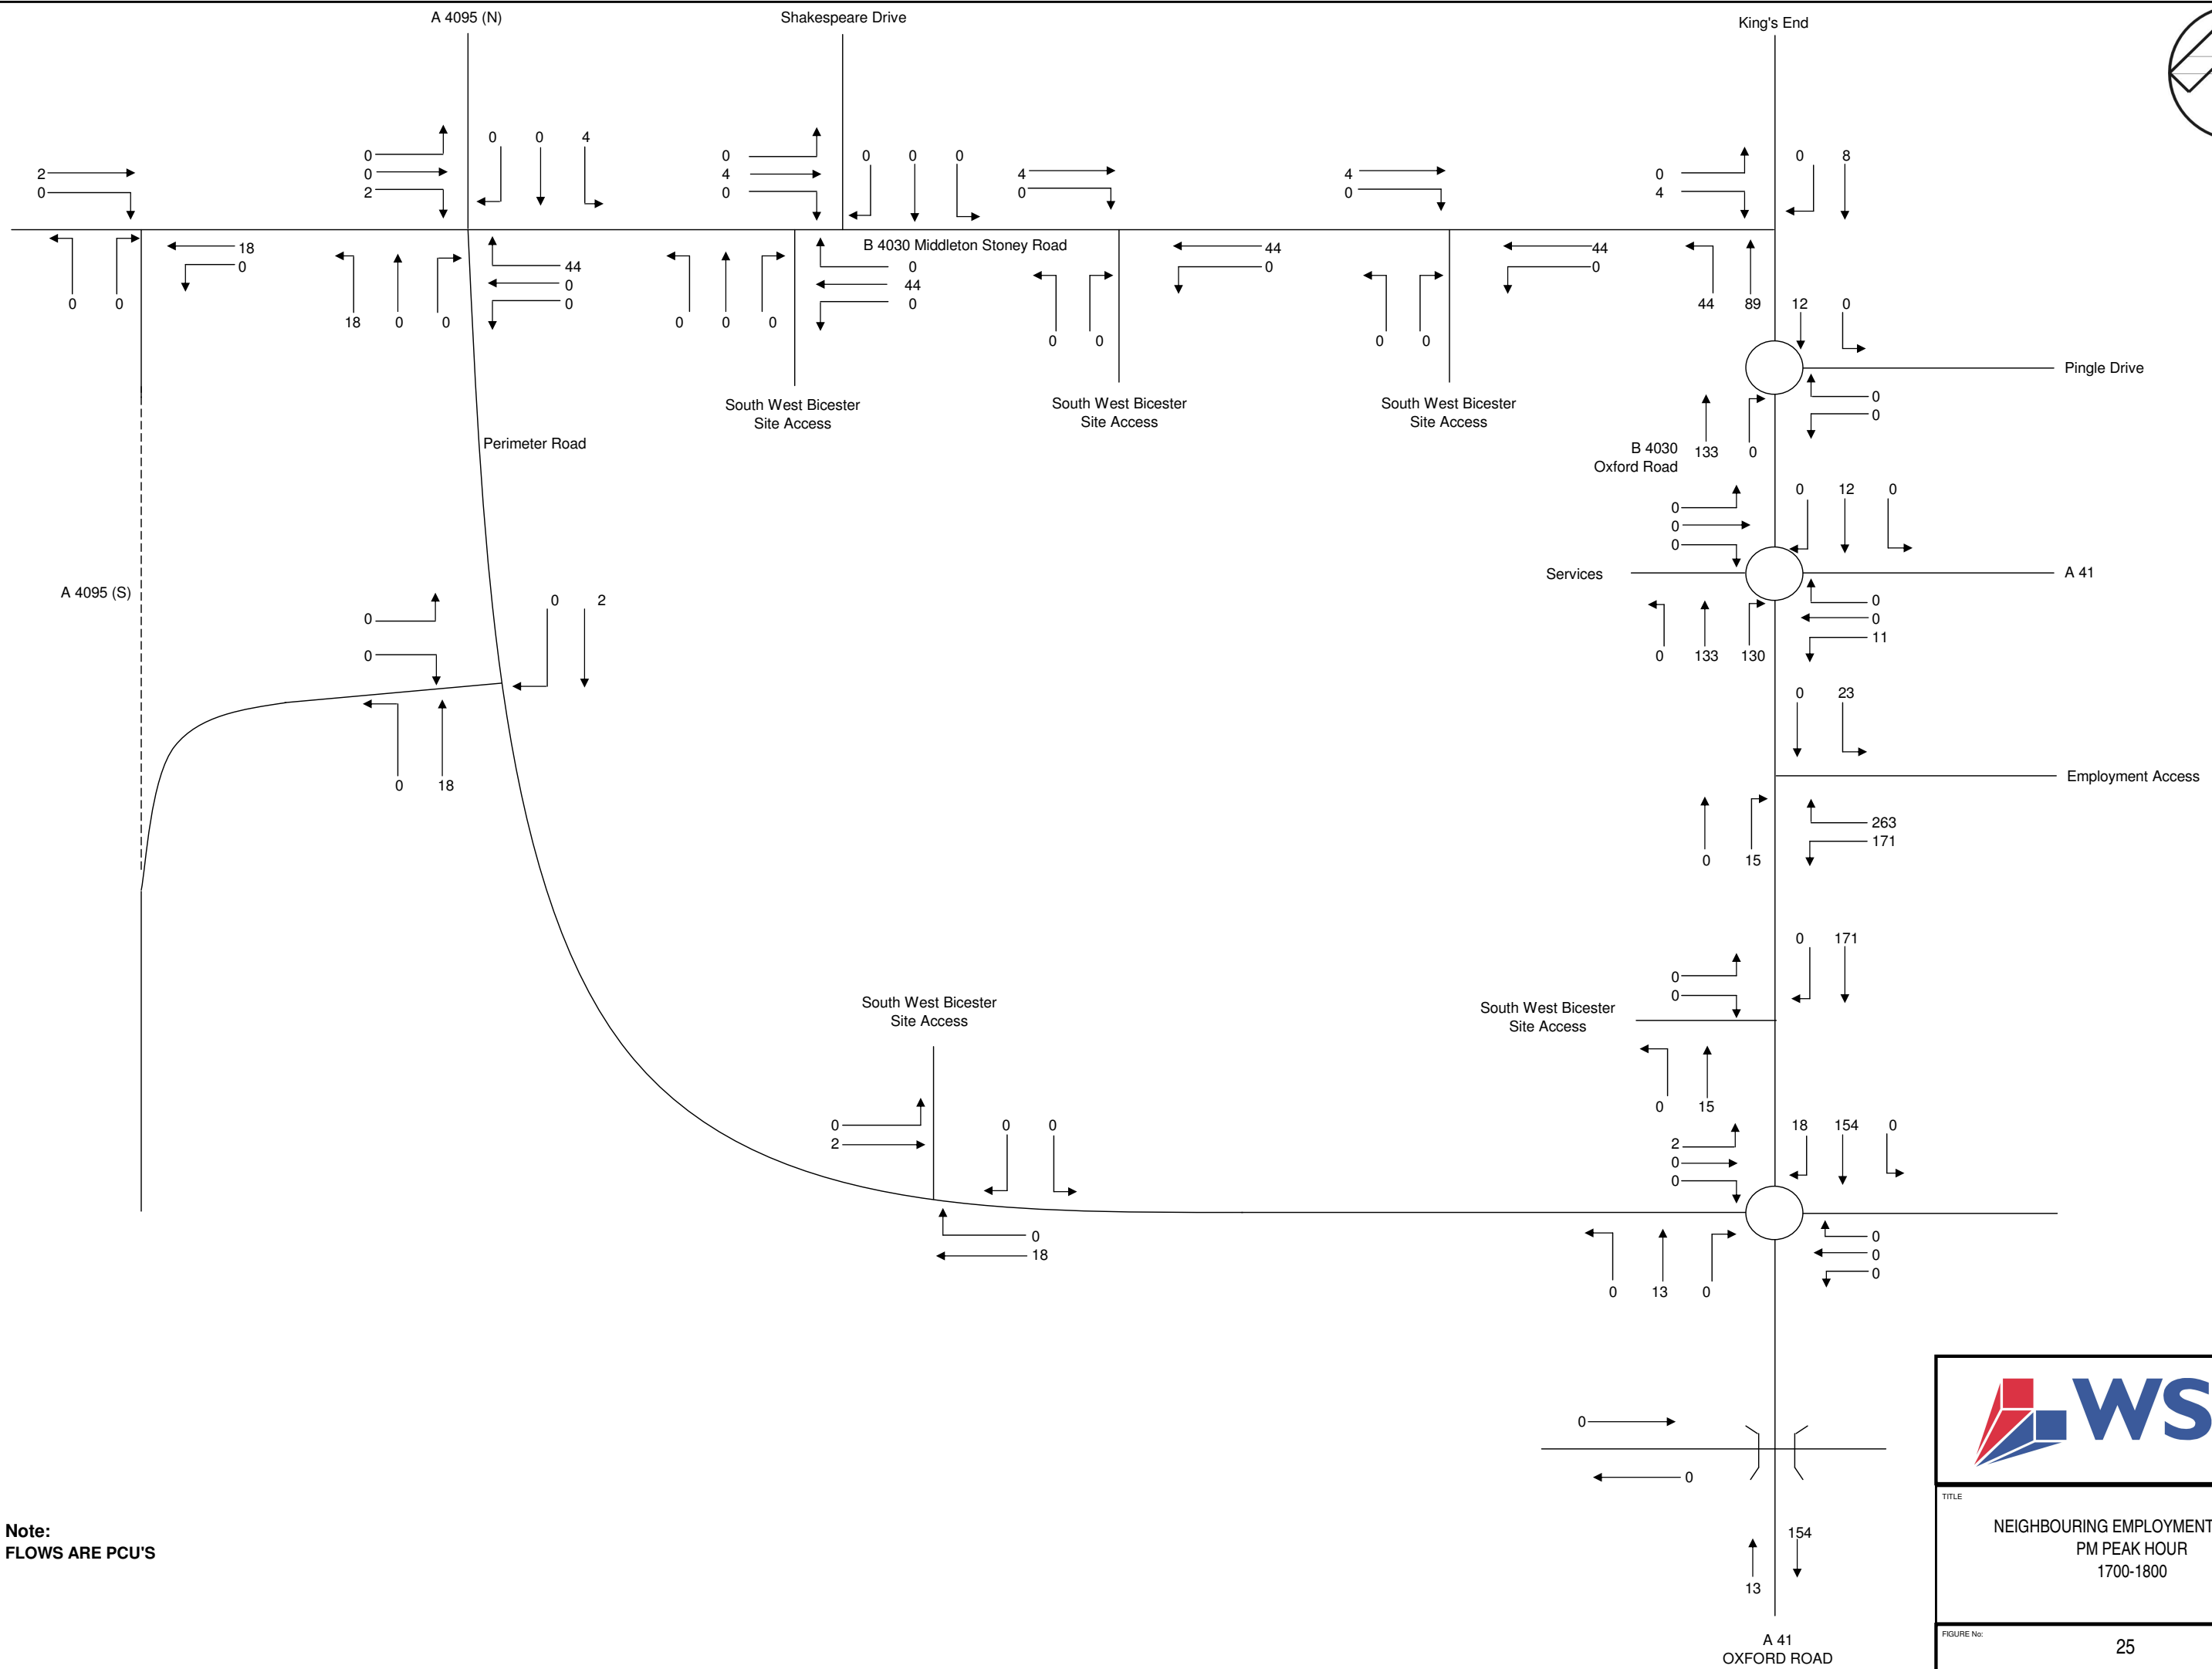 A 4095 (N)
Shakespeare Drive
King's End
0 0 4
0
0
2
2
0
0
4
0
0 0 0
4
0
4
0
0
4
0 8
18
0
0 0
18 0 0
44
0
0
B 4030 Middleton Stoney Road
0
44
0
0 0 0
44
0
0 0
44
0
0 0
44 89
12 0
Pingle Drive
0
0
South West Bicester
Site Access
South West Bicester
Site Access
South West Bicester
Site Access
Perimeter Road
B 4030
Oxford Road
133 0
0 12 0
0
0
0
Services
A 41
0
0
11
0 133 130
A 4095 (S)
0 2
0
0
0 18
0 23
Employment Access
263
171
0 15
0 171
0
0
South West Bicester
Site Access
0 15
South West Bicester
Site Access
0
2
0 0
0
18
18 154 0
2
0
0
0 13 0
0
0
0
0
0
154
13
A 41
OXFORD ROAD
Note:
FLOWS ARE PCU'S
WS
TITLE
NEIGHBOURING EMPLOYMENT
PM PEAK HOUR
1700-1800
FIGURE No:
25